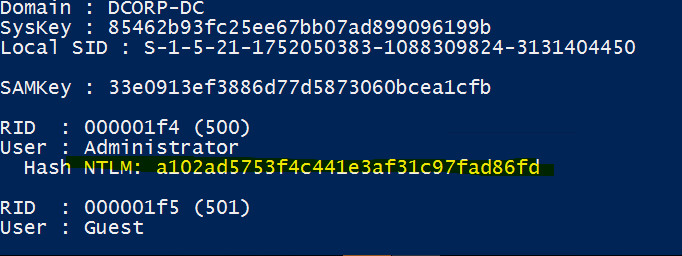 Domain : DCORP-DC
SysKey : 85462b93fc25ee67bb07ad899096199b
Local SID : S-1-5-21-1752050383-1088309824-3131404450
SAMKey : 33e0913ef3886d77d5873060bcea1cfb
RID  : 000001f4 (500)
User : Administrator
  Hash NTLM: a102ad5753f4c441e3af31c97fad86fd
RID  : 000001f5 (501)
User : Guest